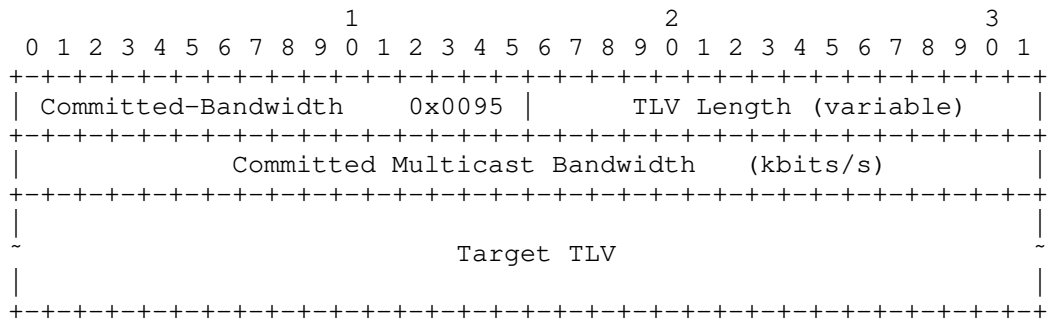 1                   2                   3
 0 1 2 3 4 5 6 7 8 9 0 1 2 3 4 5 6 7 8 9 0 1 2 3 4 5 6 7 8 9 0 1
+-+-+-+-+-+-+-+-+-+-+-+-+-+-+-+-+-+-+-+-+-+-+-+-+-+-+-+-+-+-+-+-+
| Committed-Bandwidth    0x0095 |      TLV Length (variable)    |
+-+-+-+-+-+-+-+-+-+-+-+-+-+-+-+-+-+-+-+-+-+-+-+-+-+-+-+-+-+-+-+-+
|             Committed Multicast Bandwidth   (kbits/s)         |
+-+-+-+-+-+-+-+-+-+-+-+-+-+-+-+-+-+-+-+-+-+-+-+-+-+-+-+-+-+-+-+-+
|                                                               |
~                           Target TLV                          ~
|                                                               |
+-+-+-+-+-+-+-+-+-+-+-+-+-+-+-+-+-+-+-+-+-+-+-+-+-+-+-+-+-+-+-+-+